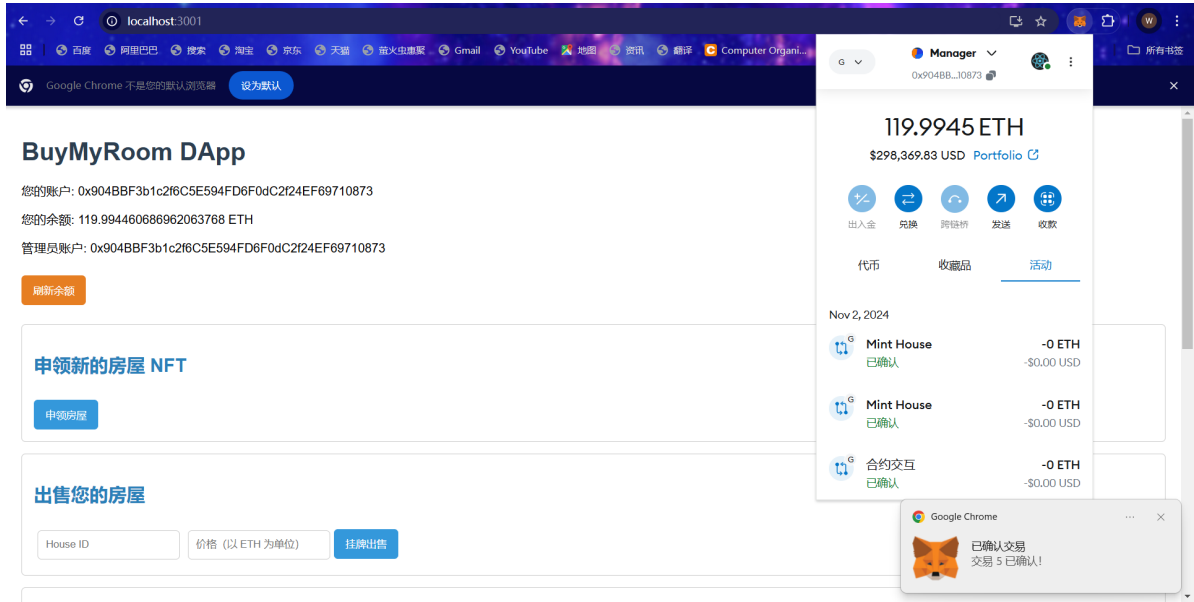 localhost:3001
W
百度
阿里巴巴
搜索
淘宝
京东
天猫
萤火虫惠聚
Gmail
YouTube
地图
资讯
翻译
C Computer Organi...
所有书签
Google Chrome 不是您的默认浏览器
设为默认
BuyMyRoom DApp
您的账户: 0x904BBF3b1c2f6C5E594FD6F0dC2f24EF69710873
您的余额: 119.994460686962063768 ETH
管理员账户: 0x904BBF3b1c2f6C5E594FD6F0dC2f24EF69710873
刷新余额
申领新的房屋 NFT
申领房屋
出售您的房屋
House ID
价格（以 ETH 为单位）
挂牌出售
G
Manager
0x904BB...10873
119.9945 ETH
$298,369.83 USD Portfolio
出入金
兑换
跨链桥
发送
收款
代币
收藏品
活动
Nov 2, 2024
G
Mint House
-0 ETH
已确认
-$0.00 USD
G
Mint House
-0 ETH
已确认
-$0.00 USD
G
合约交互
-0 ETH
已确认
-$0.00 USD
Google Chrome
已确认交易
交易 5 已确认！